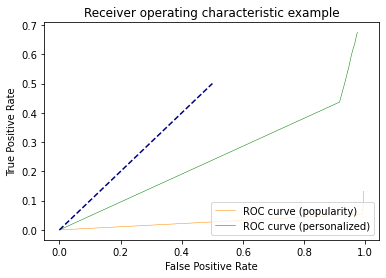 Receiver operating characteristic example
True Positive Rate
0.7
0.6
0.5
0.4
0.3
0.2
0.1
0.0
ROC curve (popularity)
ROC curve (personalized)
0.0 0.2 0.4 0.6 0.8 1.0
False Positive Rate